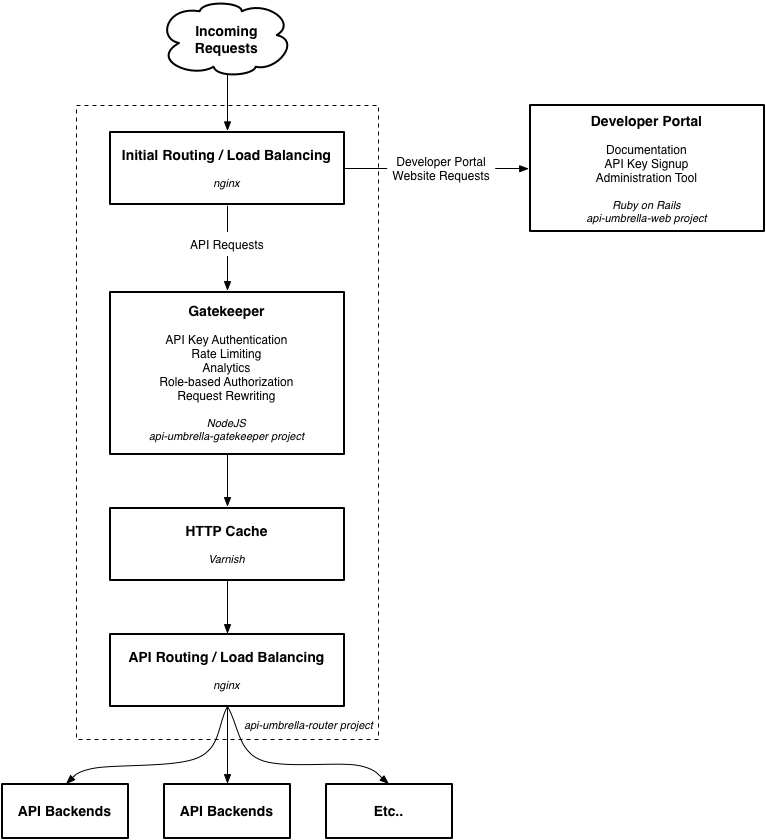 Incoming
Requests
Initial Routing / Load Balancing
nginx
Developer Portal
Website Requests
Developer Portal
Documentation
API Key Signup
Administration Tool
Ruby on Rails
api-umbrella-web project
API Requests
Gatekeeper
API Key Authentication
Rate Limiting
Analytics
Role-based Authorization
Request Rewriting
NodeJS
api-umbrella-gatekeeper project
HTTP Cache
Varnish
API Routing / Load Balancing
nginx
api-umbrella-router project
API Backends
API Backends
Etc..